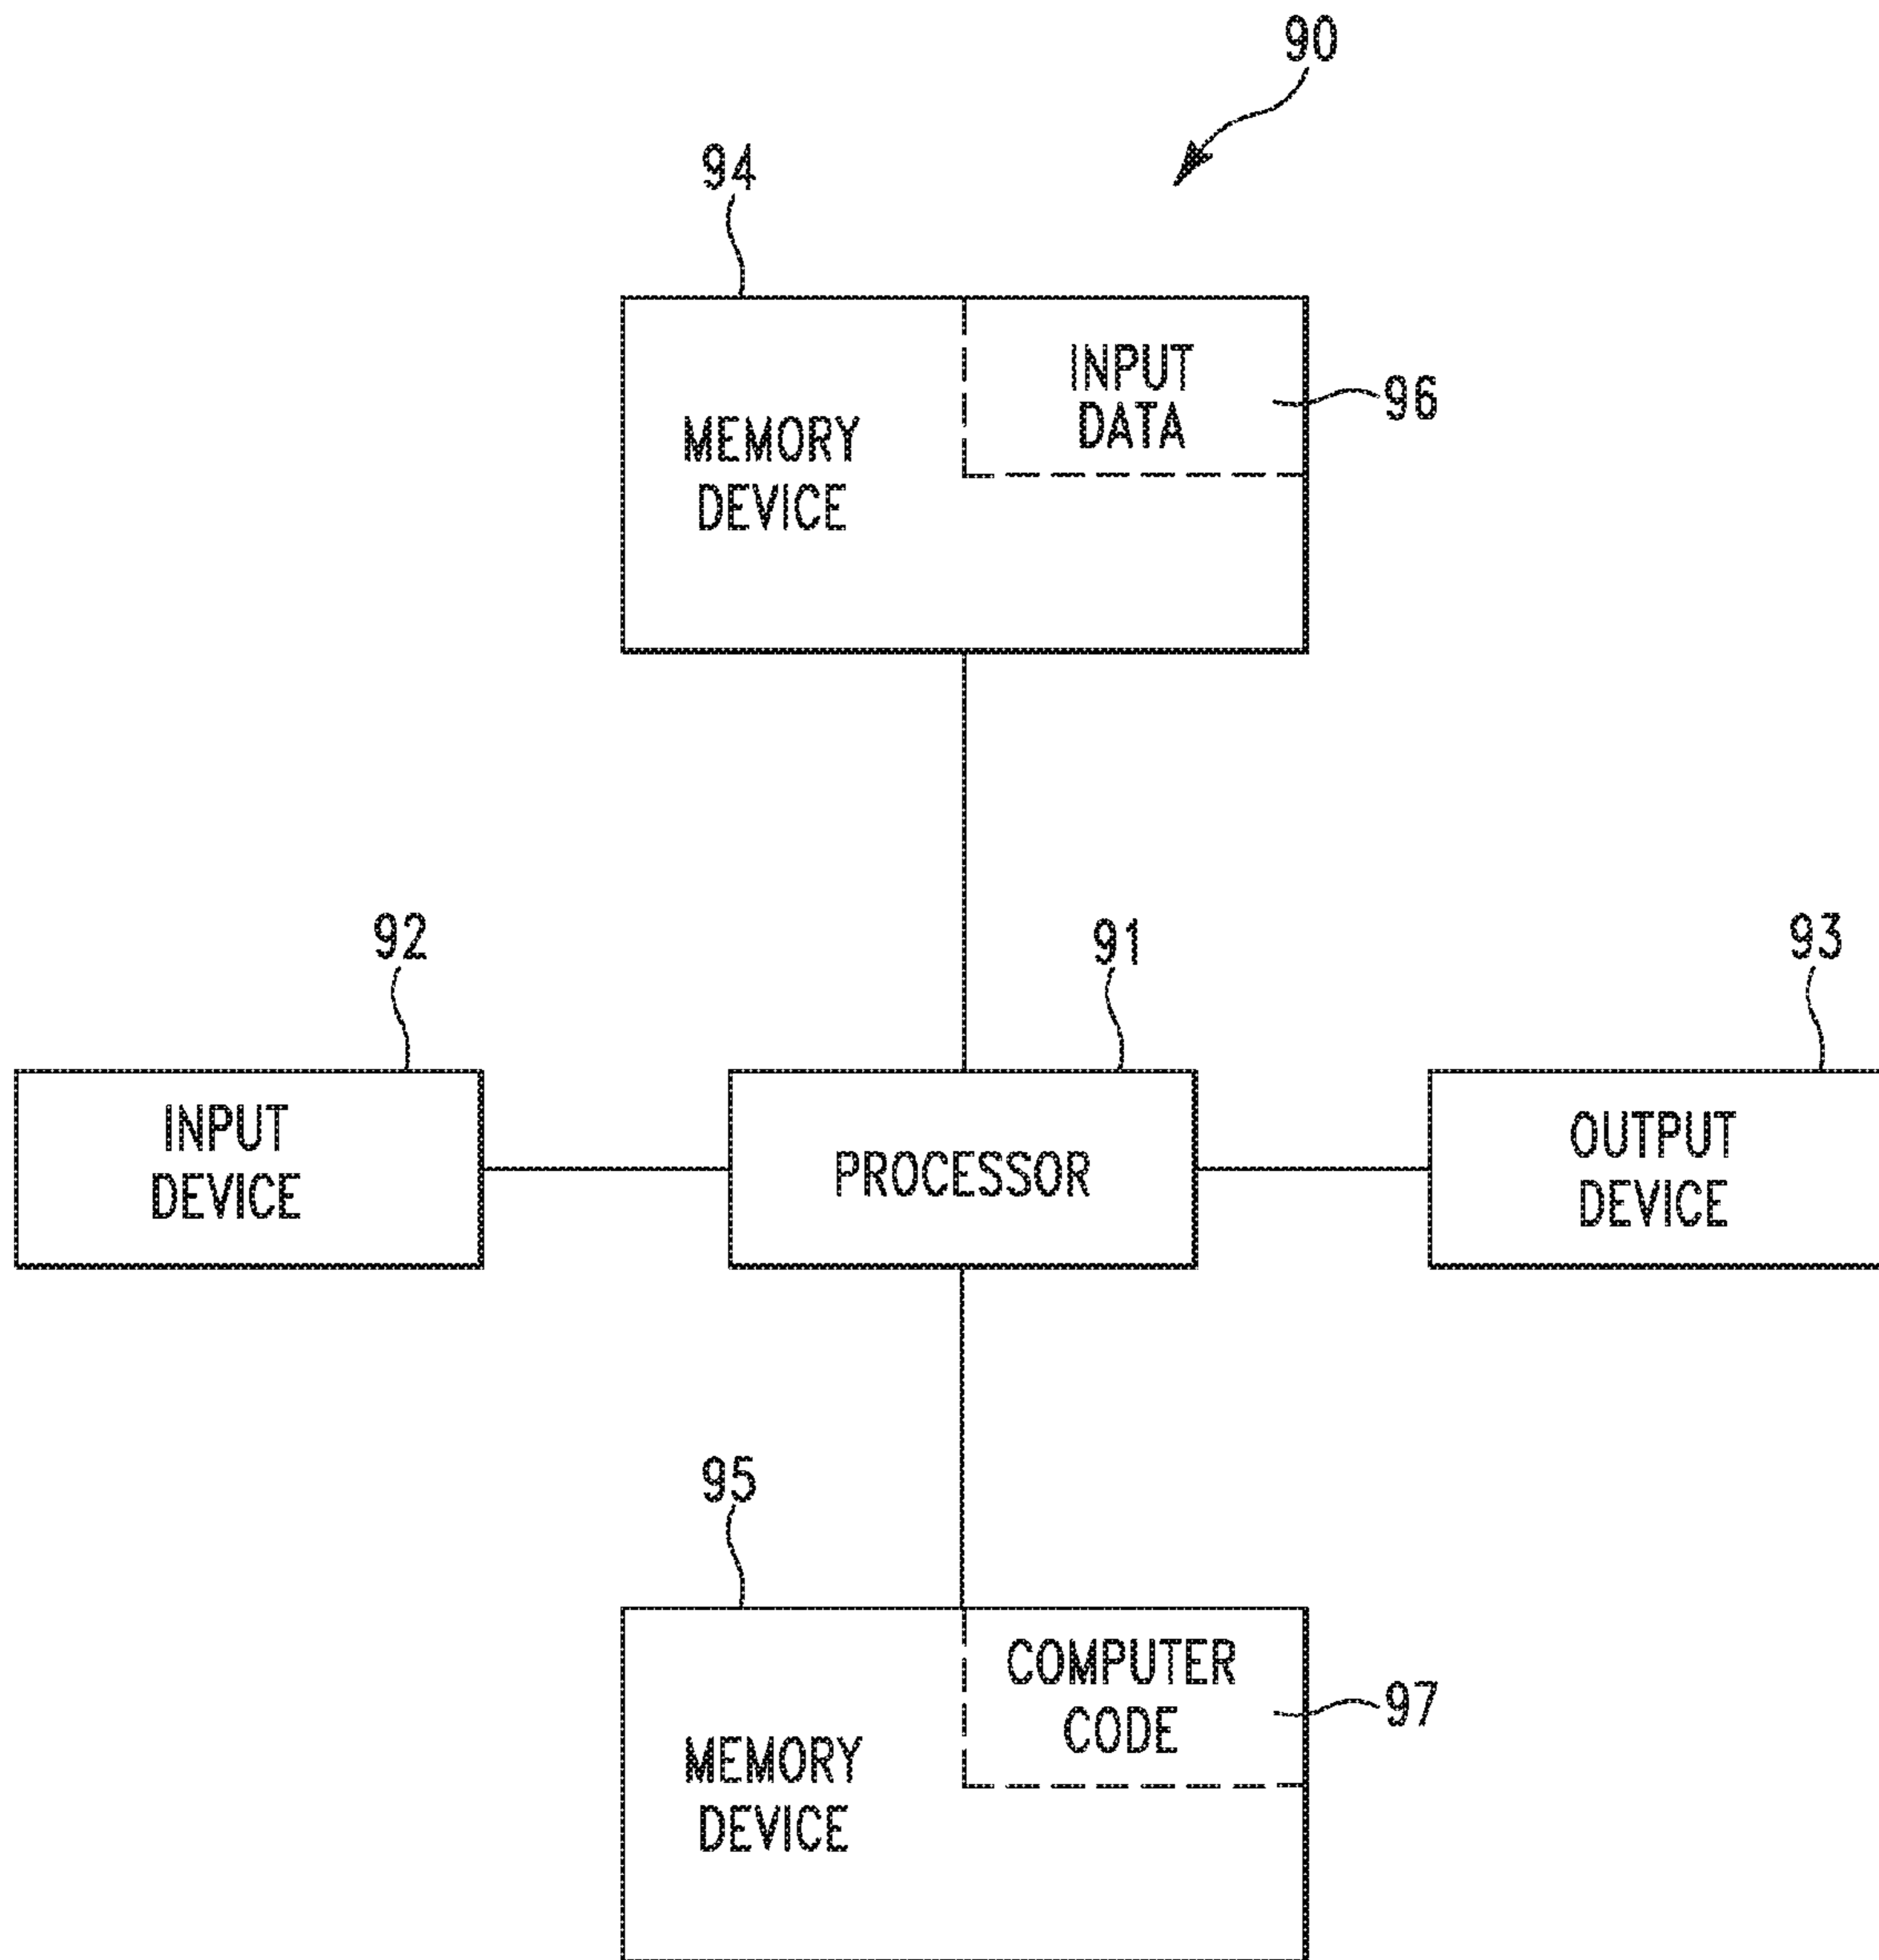 90
94
INPUT
DATA
96
MEMORY
DEVICE
92
91
93
INPUT
DEVICE
PROCESSOR
OUTPUT
DEVICE
95
COMPUTER
CODE
97
MEMORY
DEVICE